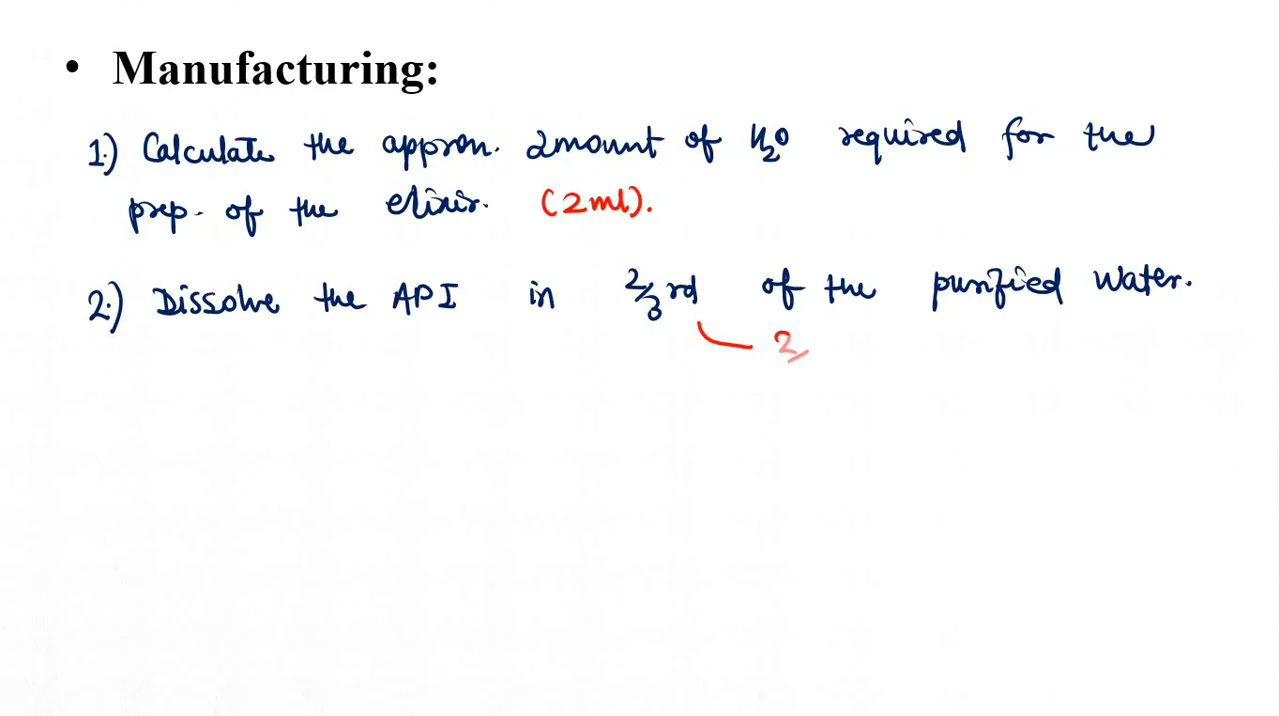 • Manufacturing:
1.) Calculate the approx. amount of H₂O required for the
prep. of the elixir. (2ml).
2.) Dissolve the API in 2/3rd of the purified water.
2/